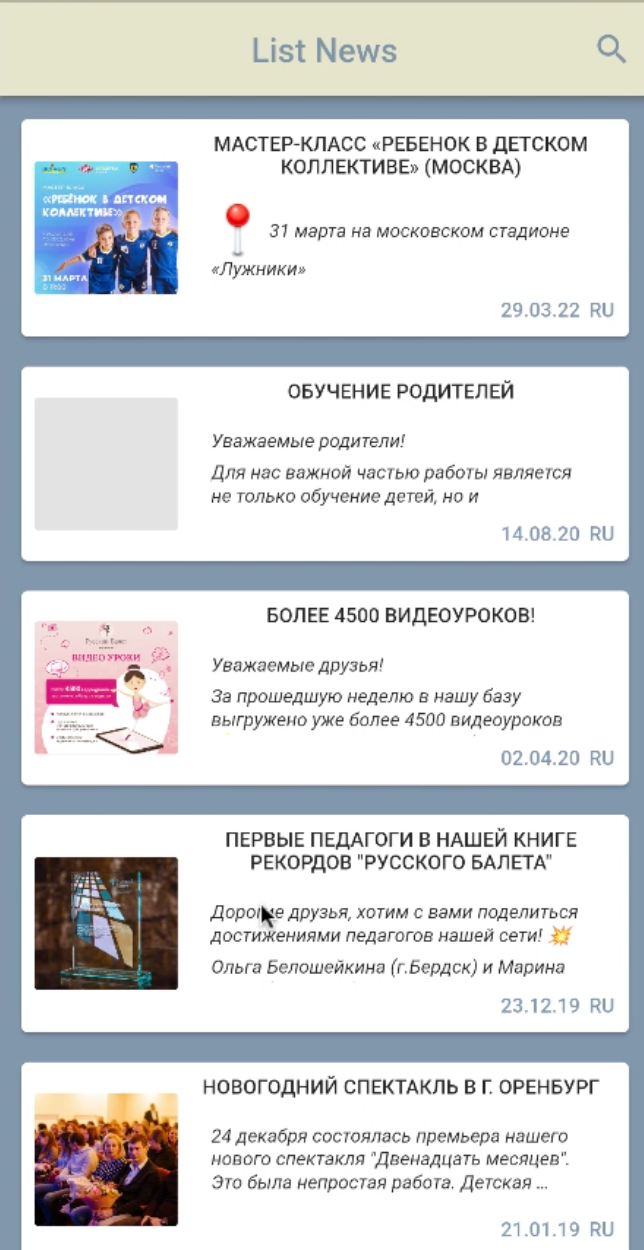 List News
МАСТЕР-КЛАСС «РЕБЕНОК В ДЕТСКОМ
КОЛЛЕКТИВЕ» (МОСКВА)
«РЕБЁНОК В ДЕТСКОМ
КОЛЛЕКТИВЕ»
31 МАРТА
📍 31 марта на московском стадионе
«Лужники»
29.03.22 RU
ОБУЧЕНИЕ РОДИТЕЛЕЙ
Уважаемые родители!
Для нас важной частью работы является
не только обучение детей, но и
14.08.20 RU
БОЛЕЕ 4500 ВИДЕОУРОКОВ!
Русский Балет
ВИДЕО УРОКИ
Уважаемые друзья!
За прошедшую неделю в нашу базу
выгружено уже более 4500 видеоуроков
02.04.20 RU
ПЕРВЫЕ ПЕДАГОГИ В НАШЕЙ КНИГЕ
РЕКОРДОВ "РУССКОГО БАЛЕТА"
Дорогие друзья, хотим с вами поделиться
достижениями педагогов нашей сети! 💥
Ольга Белошейкина (г.Бердск) и Марина
23.12.19 RU
НОВОГОДНИЙ СПЕКТАКЛЬ В Г. ОРЕНБУРГ
24 декабря состоялась премьера нашего
нового спектакля "Двенадцать месяцев".
Это была непростая работа. Детская ...
21.01.19 RU